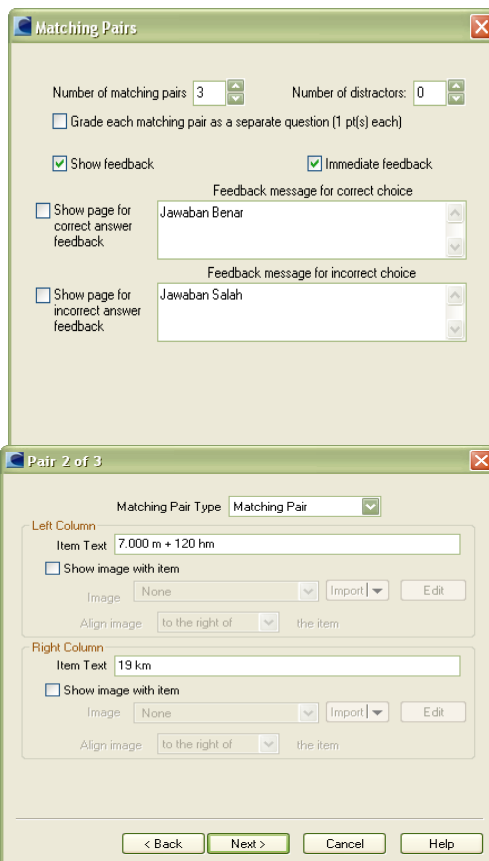 Matching Pairs
Number of matching pairs 3 Number of distractors: 0
Grade each matching pair as a separate question (1 pt(s) each)
Show feedback Immediate feedback
Feedback message for correct choice
Show page for correct answer feedback
Jawaban Benar
Feedback message for incorrect choice
Show page for incorrect answer feedback
Jawaban Salah
Pair 2 of 3
Matching Pair Type Matching Pair
Left Column
Item Text 7.000 m + 120 hm
Show image with item
Image None Import Edit
Align image to the right of the item
Right Column
Item Text 19 km
Show image with item
Image None Import Edit
Align image to the right of the item
< Back Next > Cancel Help